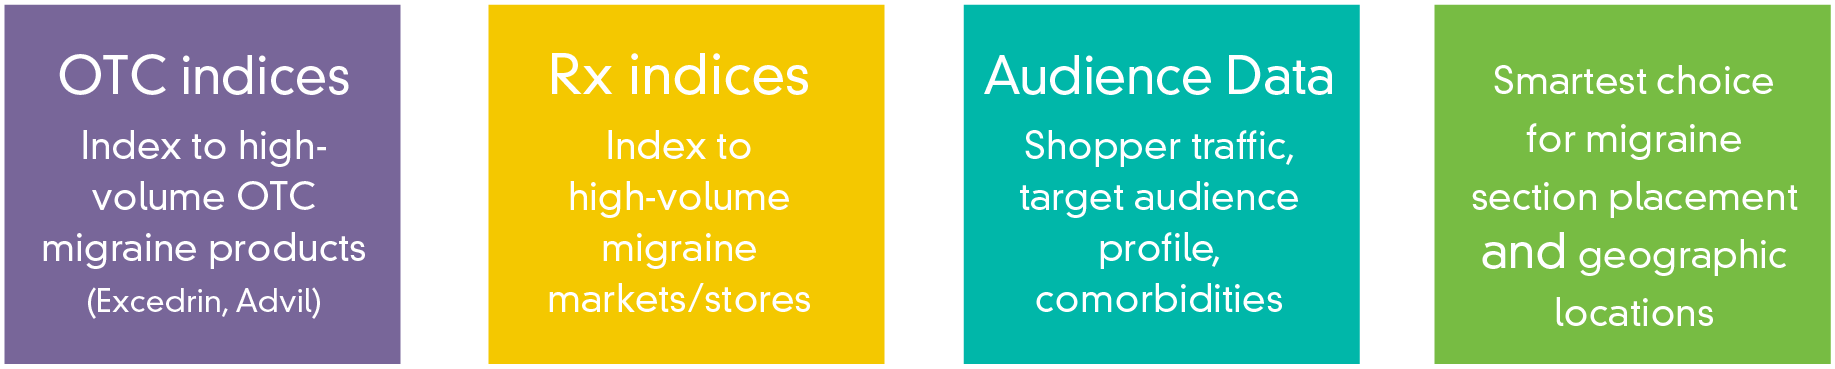 OTC indices
Index to high-
volume OTC
migraine products
(Excedrin, Advil)
Rx indices
Index to
high-volume
migraine
markets/stores
Audience Data
Shopper traffic,
target audience
profile,
comorbidities
Smartest choice
for migraine
section placement
and geographic
locations